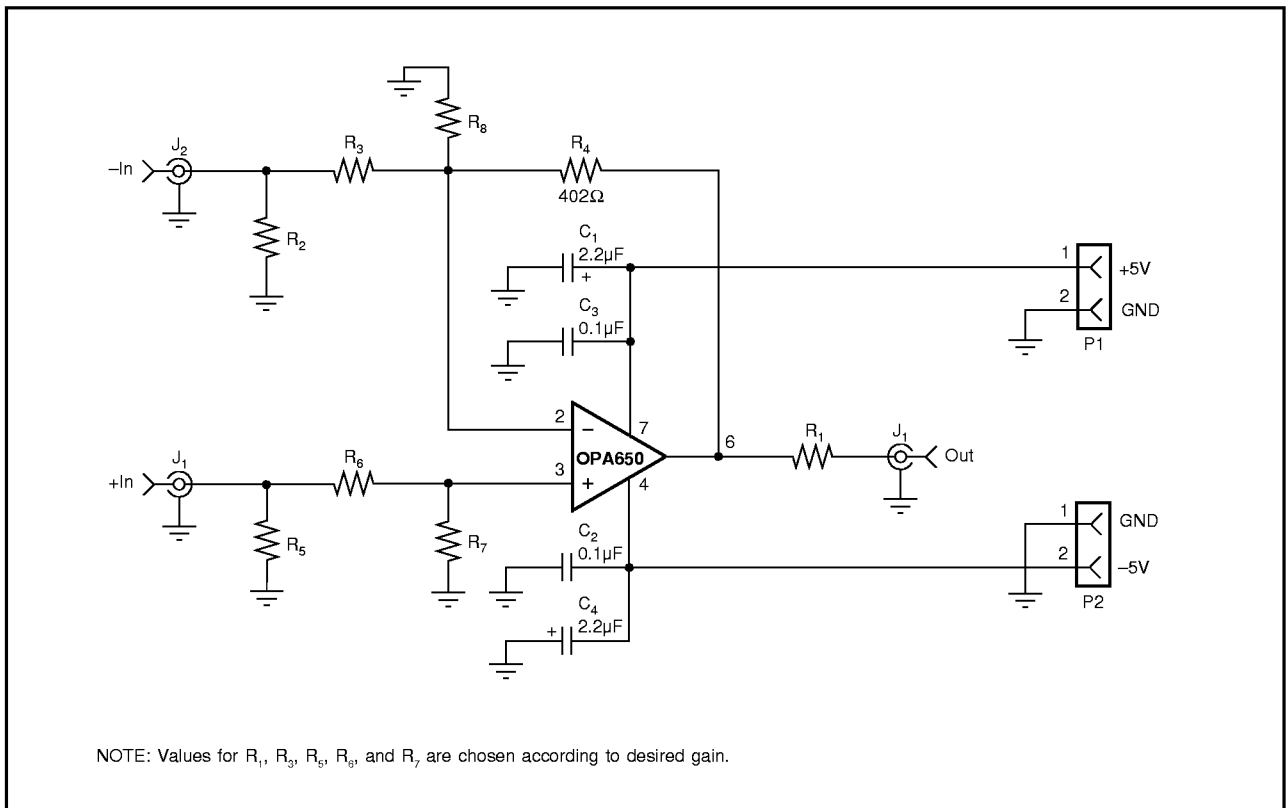 R8
J2
R3
R4
–In
402Ω
R2
C1
2.2µF
+
1
+5V
C3
0.1µF
2
GND
P1
2
–
7
OPA650
6
R1
J1
Out
J1
R6
3
+
4
+In
R5
R7
C2
0.1µF
1
GND
2
–5V
P2
C4
+
2.2µF
NOTE: Values for R1, R3, R5, R6, and R7 are chosen according to desired gain.